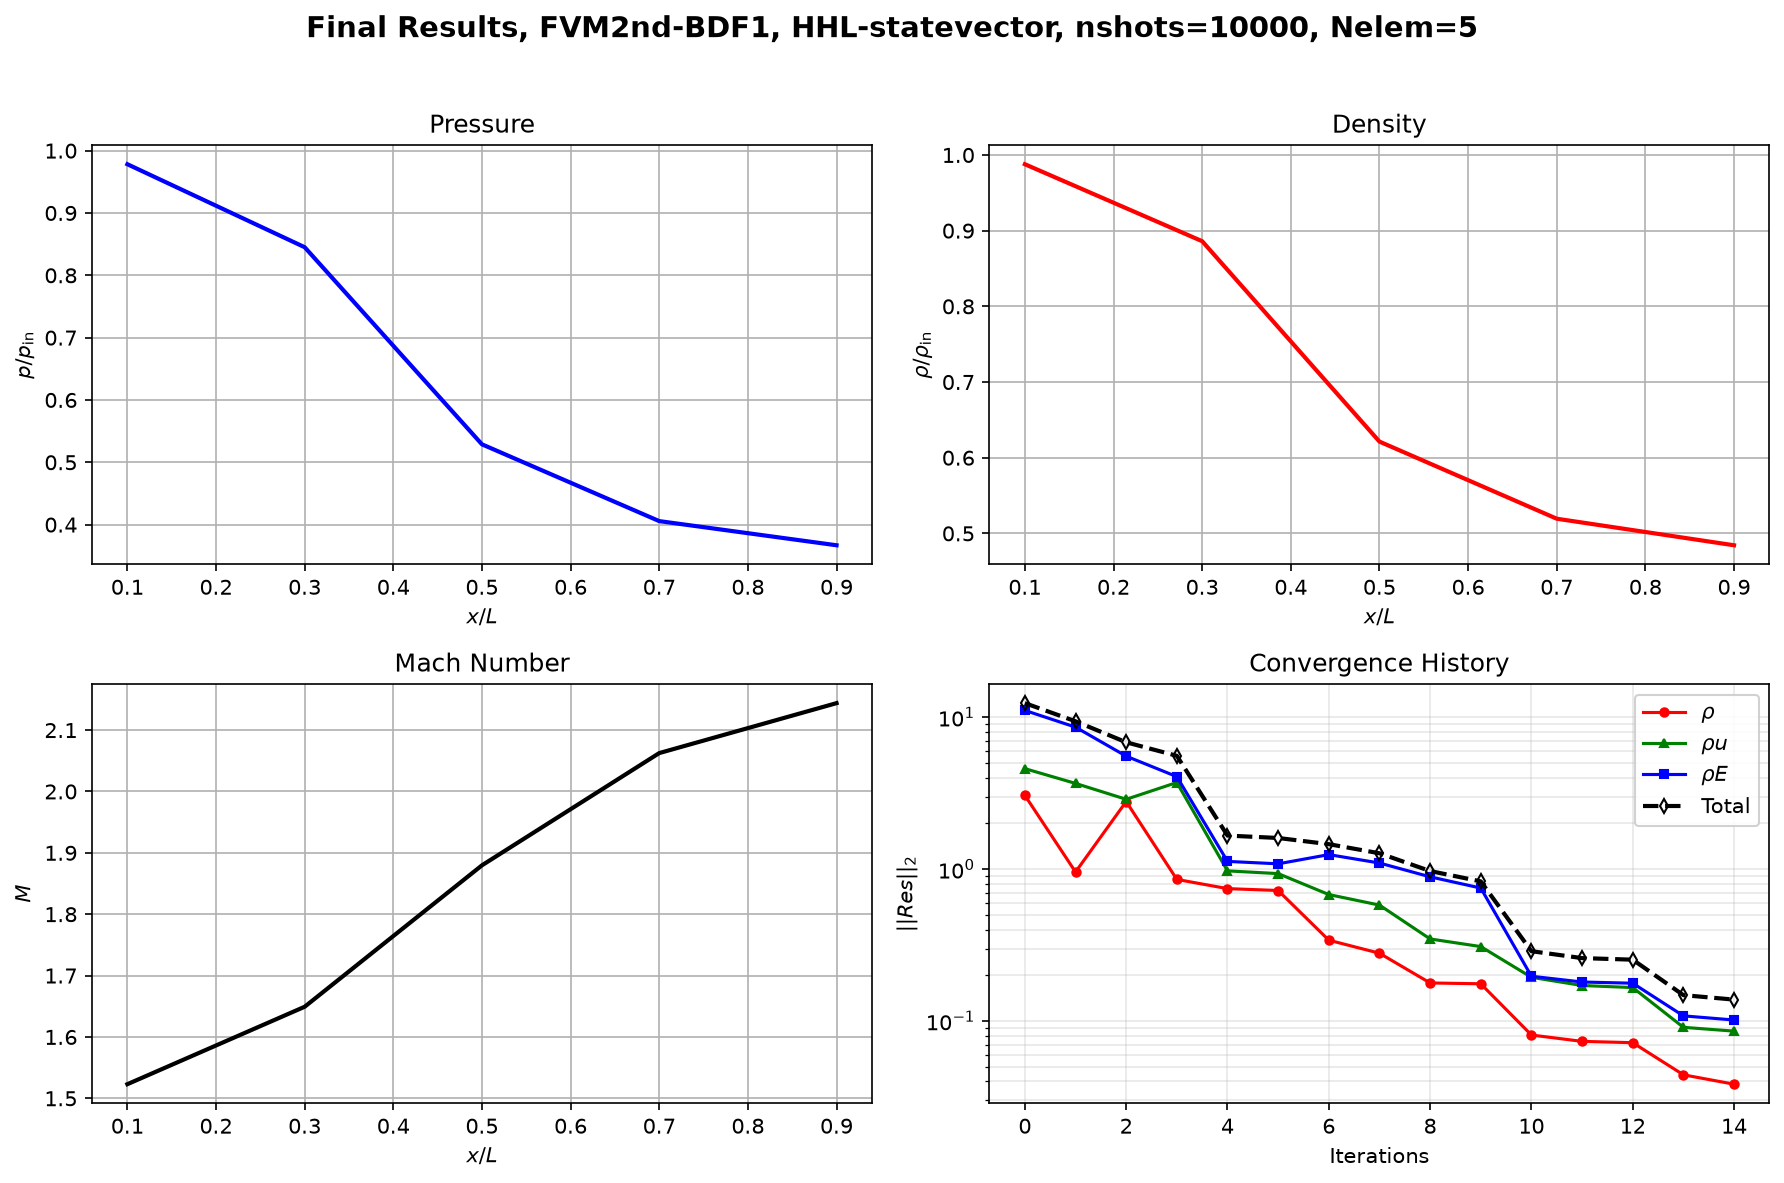 Final Results, FVM2nd-BDF1, HHL-statevector, nshots=10000, Nelem=5
Pressure
1.0
0.9
0.8
0.7
0.6
0.5
0.4
p/p_in
0.1 0.2 0.3 0.4 0.5 0.6 0.7 0.8 0.9
x/L
Density
1.0
0.9
0.8
0.7
0.6
0.5
ρ/ρ_in
0.1 0.2 0.3 0.4 0.5 0.6 0.7 0.8 0.9
x/L
Mach Number
2.1
2.0
1.9
1.8
1.7
1.6
1.5
M
0.1 0.2 0.3 0.4 0.5 0.6 0.7 0.8 0.9
x/L
Convergence History
10¹
10⁰
10⁻¹
||Res||₂
ρ
ρu
ρE
Total
0 2 4 6 8 10 12 14
Iterations